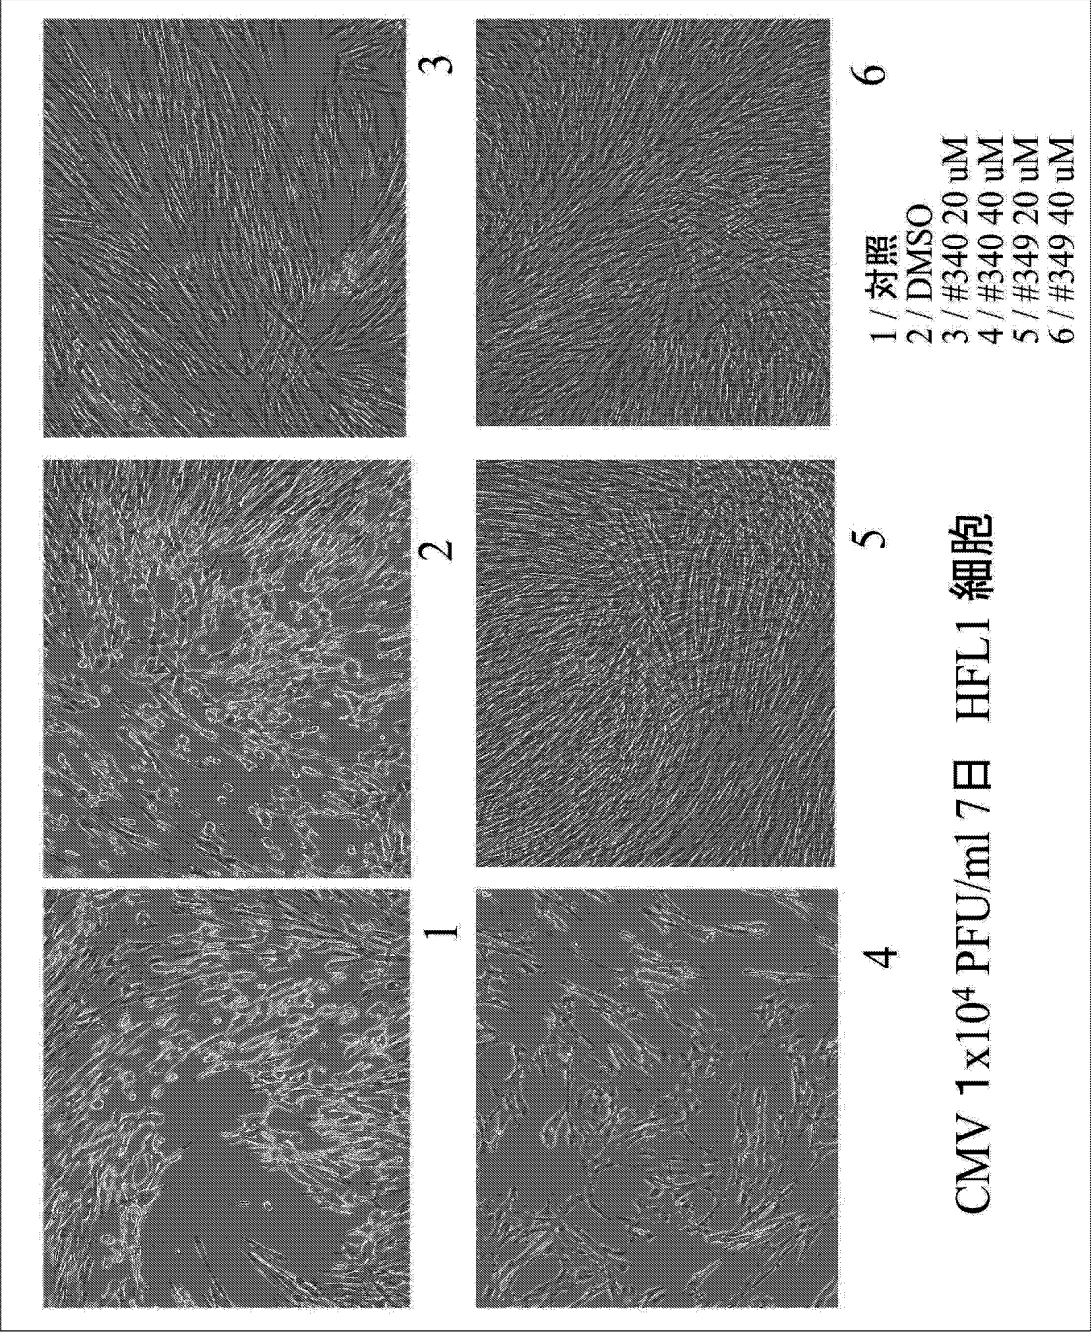 1
2
3
4
5
6
CMV 1x10⁴ PFU/ml 7日 HFL1 細胞
1 / 対照
2 / DMSO
3 / #340 20 uM
4 / #340 40 uM
5 / #349 20 uM
6 / #349 40 uM